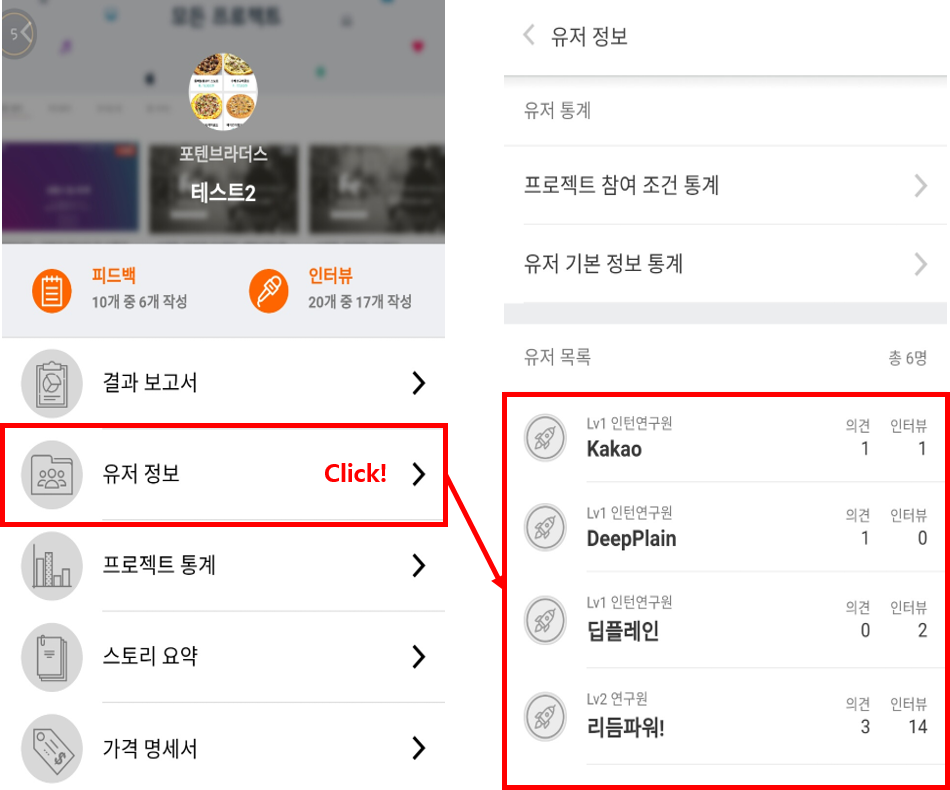 모든 프로젝트
5
포텐브라더스
테스트2
피드백
10개 중 6개 작성
인터뷰
20개 중 17개 작성
결과 보고서
유저 정보
Click!
프로젝트 통계
스토리 요약
가격 명세서
유저 정보
유저 통계
프로젝트 참여 조건 통계
유저 기본 정보 통계
유저 목록
총 6명
Lv1 인턴연구원
Kakao
의견 인터뷰
1 1
Lv1 인턴연구원
DeepPlain
의견 인터뷰
1 0
Lv1 인턴연구원
딥플레인
의견 인터뷰
0 2
Lv2 연구원
리듬파워!
의견 인터뷰
3 14